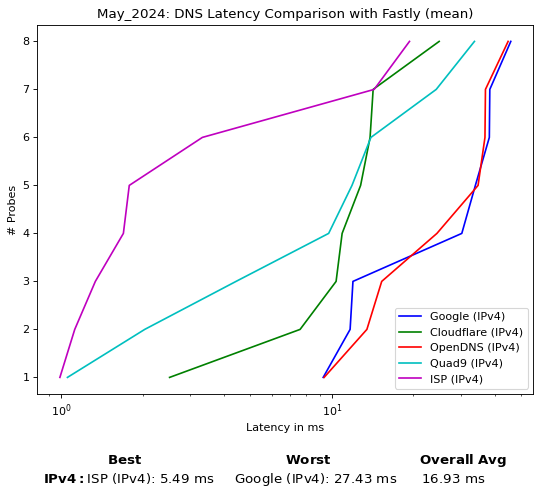 May_2024: DNS Latency Comparison with Fastly (mean)
8
7
6
5
4
3
2
1
# Probes
Google (IPv4)
Cloudflare (IPv4)
OpenDNS (IPv4)
Quad9 (IPv4)
ISP (IPv4)
10⁰ 10¹
Latency in ms
Best Worst Overall Avg
IPv4: ISP (IPv4): 5.49 ms Google (IPv4): 27.43 ms 16.93 ms